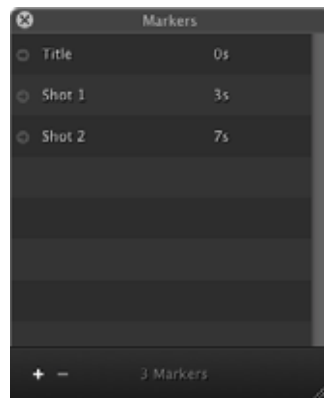 Markers
Title 0s
Shot 1 3s
Shot 2 7s
+ − 3 Markers